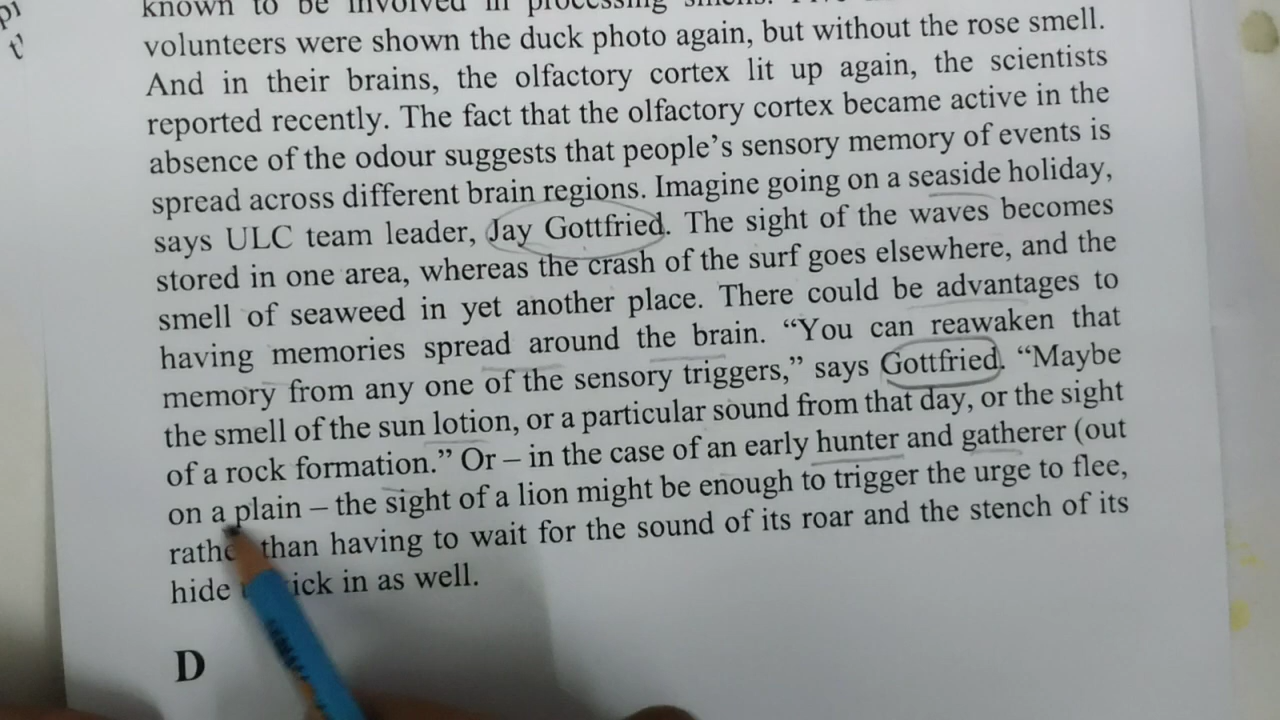 known to be involved in processing smells.
volunteers were shown the duck photo again, but without the rose smell.
And in their brains, the olfactory cortex lit up again, the scientists
reported recently. The fact that the olfactory cortex became active in the
absence of the odour suggests that people's sensory memory of events is
spread across different brain regions. Imagine going on a seaside holiday,
says ULC team leader, Jay Gottfried. The sight of the waves becomes
stored in one area, whereas the crash of the surf goes elsewhere, and the
smell of seaweed in yet another place. There could be advantages to
having memories spread around the brain. “You can reawaken that
memory from any one of the sensory triggers,” says Gottfried. “Maybe
the smell of the sun lotion, or a particular sound from that day, or the sight
of a rock formation.” Or – in the case of an early hunter and gatherer (out
on a plain – the sight of a lion might be enough to trigger the urge to flee,
rather than having to wait for the sound of its roar and the stench of its
hide in as well.
D